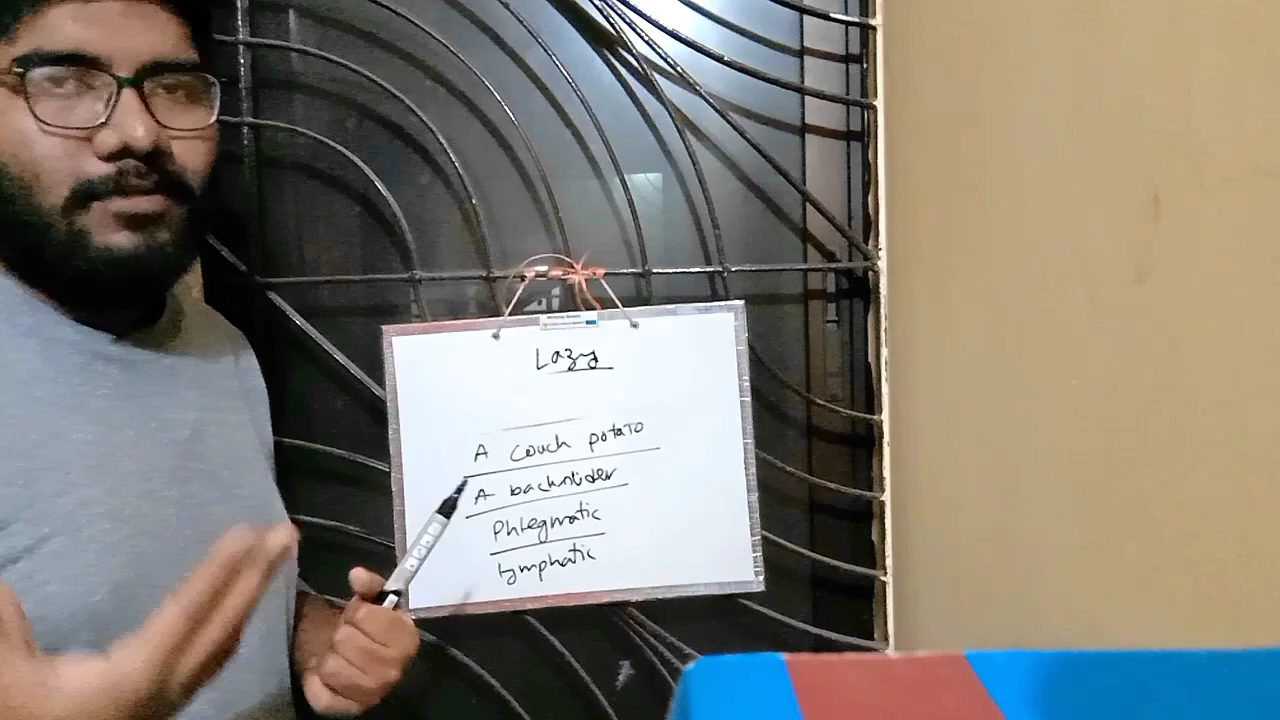 Lazy
A couch potato
A backslider
Phlegmatic
lymphatic